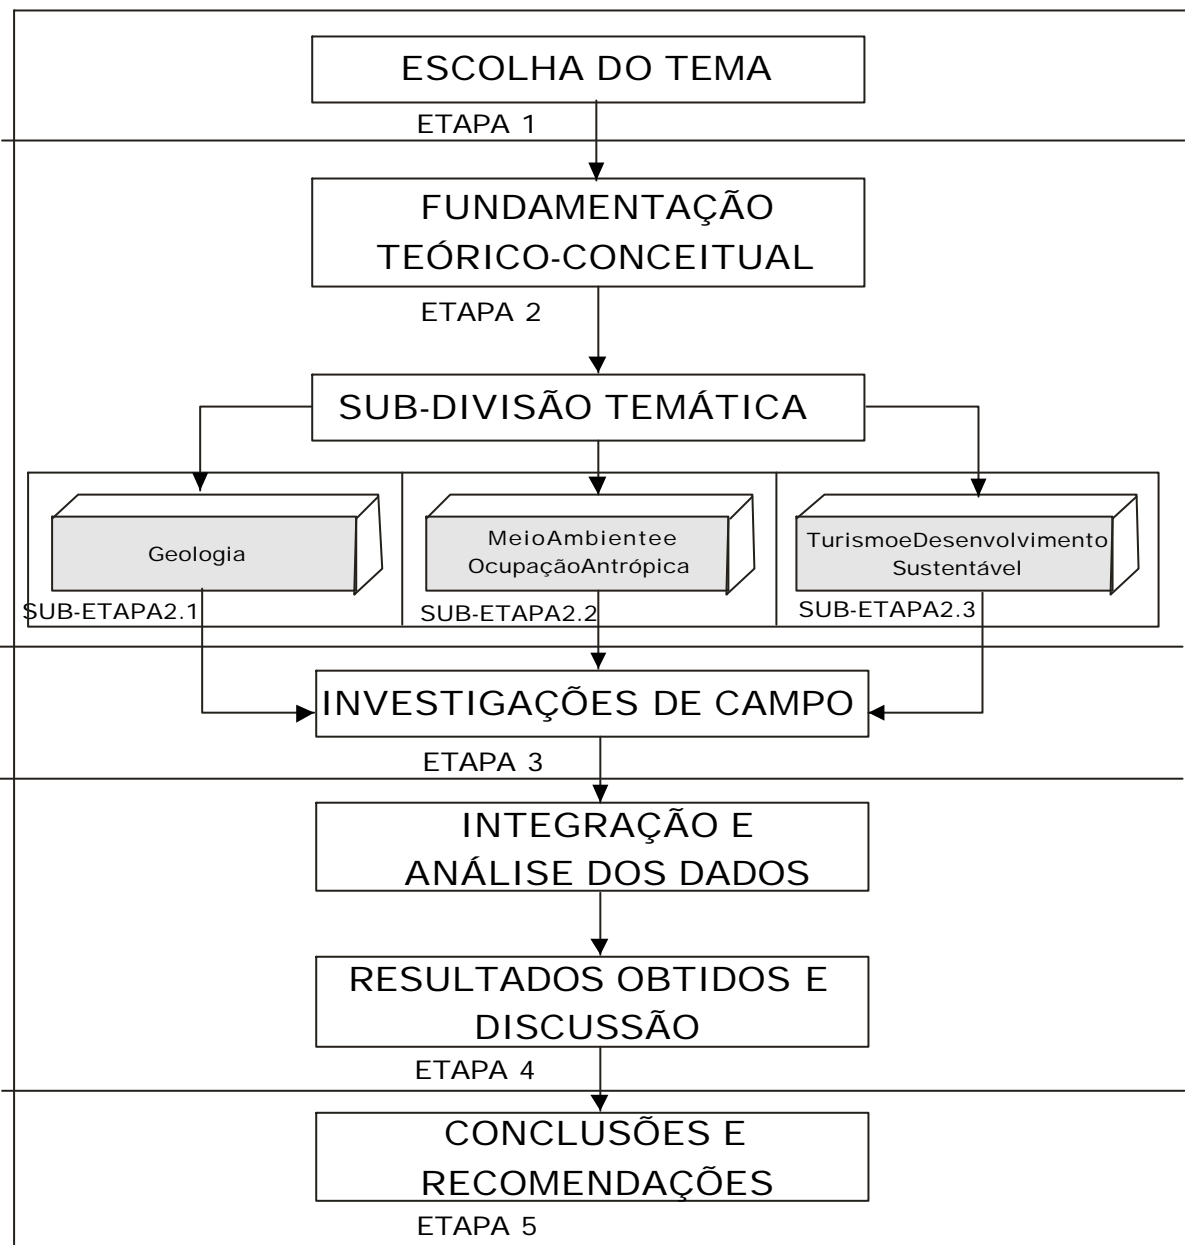 ESCOLHA DO TEMA
ETAPA 1
FUNDAMENTAÇÃO
TEÓRICO-CONCEITUAL
ETAPA 2
SUB-DIVISÃO TEMÁTICA
Geologia
SUB-ETAPA2.1
MeioAmbientee
OcupaçãoAntrópica
SUB-ETAPA2.2
TurismoeDesenvolvimento
Sustentável
SUB-ETAPA2.3
INVESTIGAÇÕES DE CAMPO
ETAPA 3
INTEGRAÇÃO E
ANÁLISE DOS DADOS
RESULTADOS OBTIDOS E
DISCUSSÃO
ETAPA 4
CONCLUSÕES E
RECOMENDAÇÕES
ETAPA 5